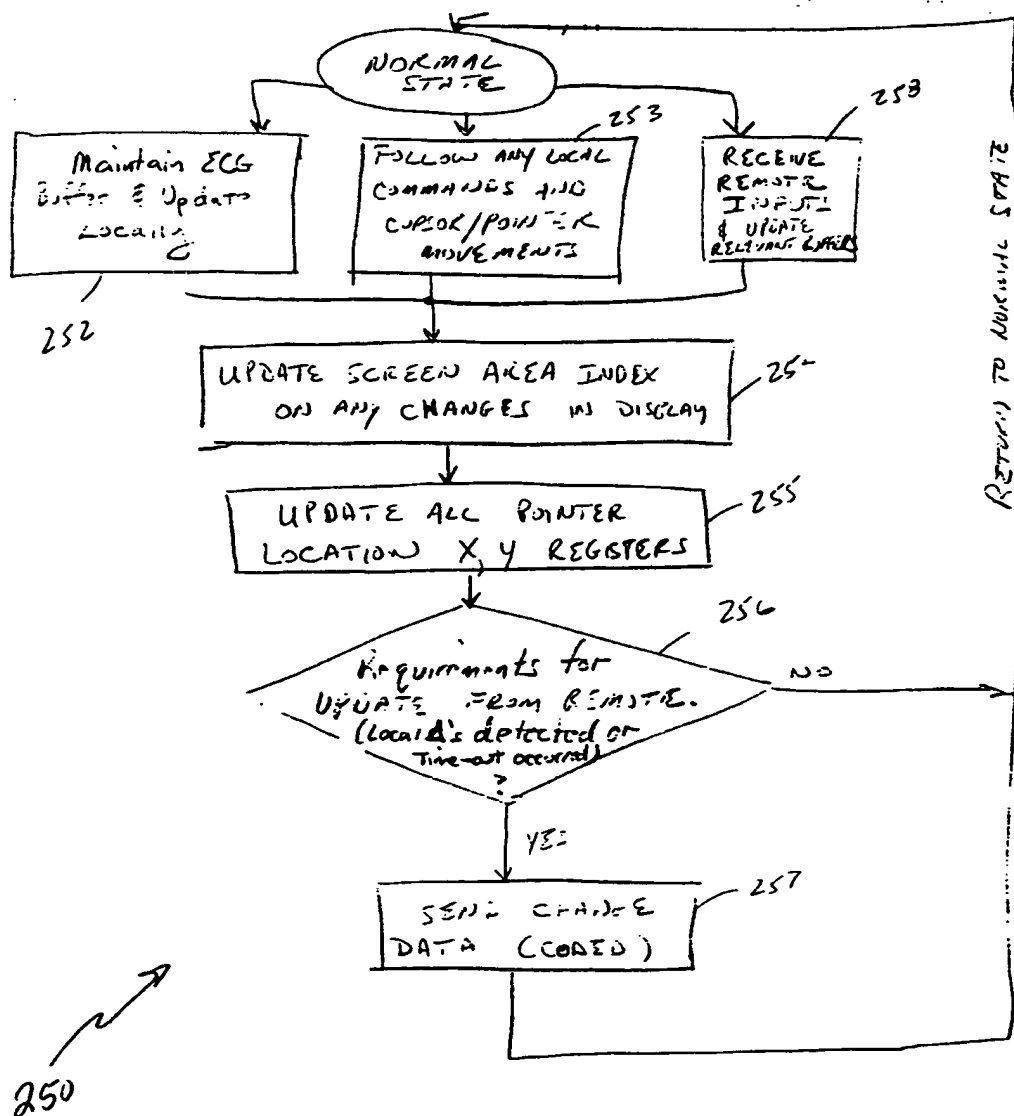 NORMAL
STATE
253
253
Maintain ECG
Buffer & Update
Locally
FOLLOW ANY LOCAL
COMMANDS AND
CURSOR/POINTER
MOVEMENTS
RECEIVE
REMOTE
INPUTS
& UPDATE
RELEVANT BUFFERS
RETURN TO NORMAL STATE
252
UPDATE SCREEN AREA INDEX
ON ANY CHANGES IN DISPLAY
UPDATE ALL POINTER
LOCATION X, Y REGISTERS
255
256
Requirements for
UPDATE FROM REMOTE.
(Local Δ's detected or
Time-out occurred)
?
NO
YES
SEND CHANGE
DATA (CODED)
257
250